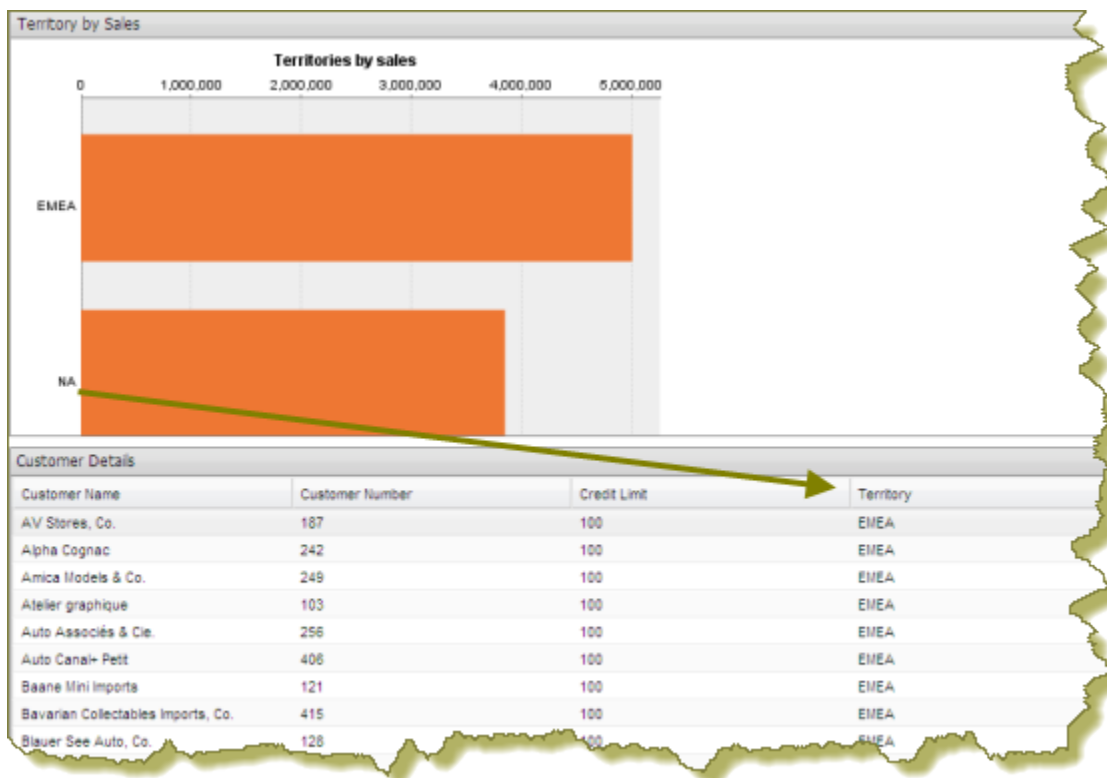 Territory by Sales
Territories by sales
0 1,000,000 2,000,000 3,000,000 4,000,000 5,000,000
EMEA
NA
Customer Details
Customer Name Customer Number Credit Limit Territory
AV Stores, Co. 187 100 EMEA
Alpha Cognac 242 100 EMEA
Amica Models & Co. 249 100 EMEA
Atelier graphique 103 100 EMEA
Auto Associés & Cie. 256 100 EMEA
Auto Canal+ Petit 406 100 EMEA
Baane Mini Imports 121 100 EMEA
Bavarian Collectables Imports, Co. 415 100 EMEA
Blauer See Auto, Co. 128 100 EMEA